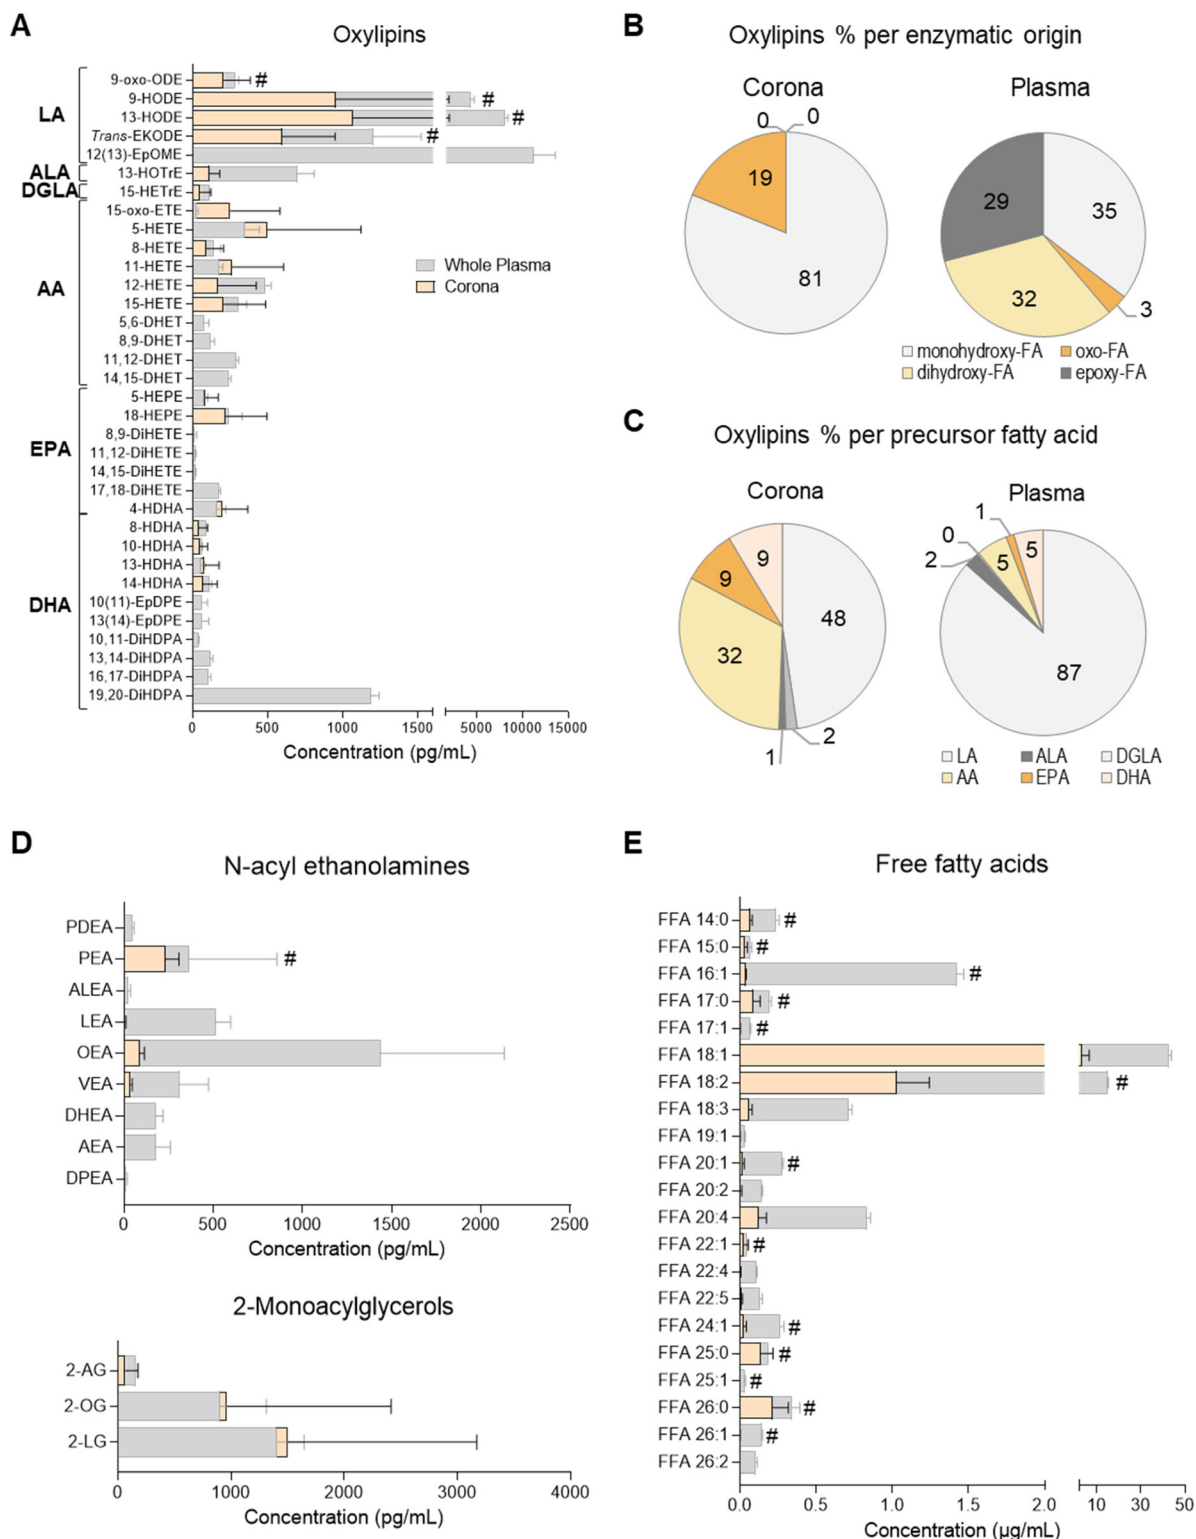 A
Oxylipins
LA
9-oxo-ODE
#
9-HODE
#
13-HODE
#
Trans-EKODE
#
12(13)-EpOME
ALA
13-HOTrE
DGLA
15-HETrE
AA
15-oxo-ETE
5-HETE
8-HETE
11-HETE
12-HETE
15-HETE
5,6-DHET
8,9-DHET
11,12-DHET
14,15-DHET
EPA
5-HEPE
18-HEPE
8,9-DiHETE
11,12-DiHETE
14,15-DiHETE
17,18-DiHETE
4-HDHA
DHA
8-HDHA
10-HDHA
13-HDHA
14-HDHA
10(11)-EpDPE
13(14)-EpDPE
10,11-DiHDPA
13,14-DiHDPA
16,17-DiHDPA
19,20-DiHDPA
Whole Plasma
Corona
0 500 1000 1500 5000 10000 15000
Concentration (pg/mL)
B
Oxylipins % per enzymatic origin
Corona
0 0
19
81
Plasma
29
35
32
3
monohydroxy-FA oxo-FA
dihydroxy-FA epoxy-FA
C
Oxylipins % per precursor fatty acid
Corona
9
9
48
32
1
2
Plasma
1
0
2
5
5
87
LA ALA DGLA
AA EPA DHA
D
N-acyl ethanolamines
PDEA
PEA
#
ALEA
LEA
OEA
VEA
DHEA
AEA
DPEA
0 500 1000 1500 2000 2500
Concentration (pg/mL)
2-Monoacylglycerols
2-AG
2-OG
2-LG
0 1000 2000 3000 4000
Concentration (pg/mL)
E
Free fatty acids
FFA 14:0
#
FFA 15:0
#
FFA 16:1
#
FFA 17:0
#
FFA 17:1
#
FFA 18:1
FFA 18:2
#
FFA 18:3
FFA 19:1
FFA 20:1
#
FFA 20:2
FFA 20:4
FFA 22:1
#
FFA 22:4
FFA 22:5
FFA 24:1
#
FFA 25:0
#
FFA 25:1
#
FFA 26:0
#
FFA 26:1
#
FFA 26:2
0.0 0.5 1.0 1.5 2.0 10 30 50
Concentration (µg/mL)